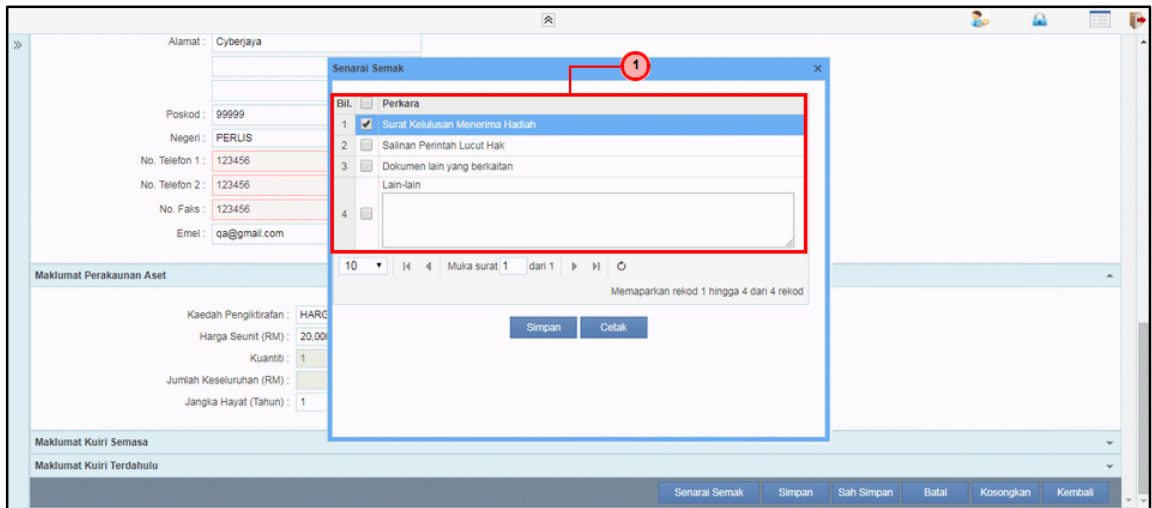 Alamat : Cyberjaya
Poskod : 99999
Negeri : PERLIS
No. Telefon 1 : 123456
No. Telefon 2 : 123456
No. Faks : 123456
Emel : qa@gmail.com
Maklumat Perakaunan Aset
Kaedah Pengiktirafan : HARG
Harga Seunit (RM) : 20,00
Kuantiti : 1
Jumlah Keseluruhan (RM) :
Jangka Hayat (Tahun) : 1
Maklumat Kuiri Semasa
Maklumat Kuiri Terdahulu
Senarai Semak
1
Bil. Perkara
1 Surat Kelulusan Menerima Hadiah
2 Salinan Perintah Lucut Hak
3 Dokumen lain yang berkaitan
4 Lain-lain
10 Muka surat 1 dari 1
Memaparkan rekod 1 hingga 4 dari 4 rekod
Simpan Cetak
Senarai Semak Simpan Sah Simpan Batal Kosongkan Kembali